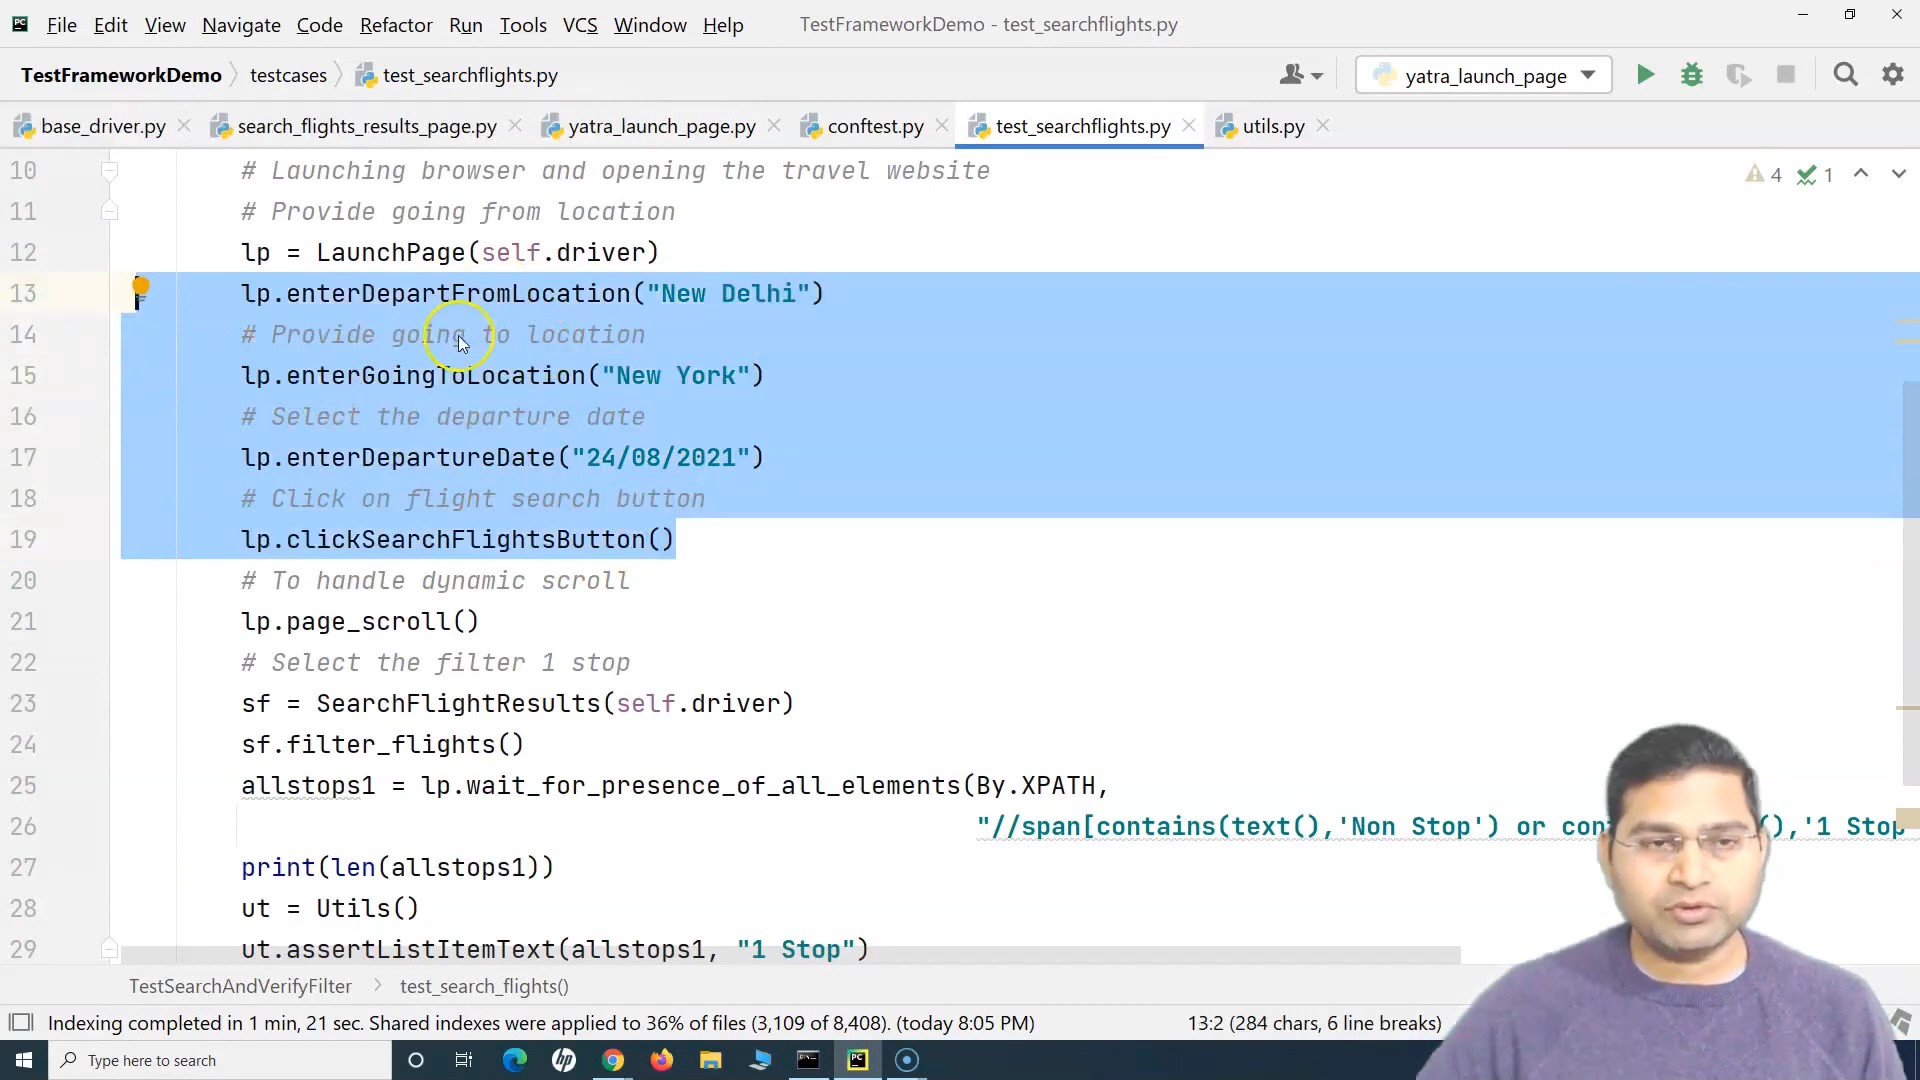 File Edit View Navigate Code Refactor Run Tools VCS Window Help TestFrameworkDemo - test_searchflights.py
TestFrameworkDemo testcases test_searchflights.py yatra_launch_page
base_driver.py search_flights_results_page.py yatra_launch_page.py conftest.py test_searchflights.py utils.py
10 # Launching browser and opening the travel website 4 1
11 # Provide going from location
12 lp = LaunchPage(self.driver)
13 lp.enterDepartFromLocation("New Delhi")
14 # Provide going to location
15 lp.enterGoingToLocation("New York")
16 # Select the departure date
17 lp.enterDepartureDate("24/08/2021")
18 # Click on flight search button
19 lp.clickSearchFlightsButton()
20 # To handle dynamic scroll
21 lp.page_scroll()
22 # Select the filter 1 stop
23 sf = SearchFlightResults(self.driver)
24 sf.filter_flights()
25 allstops1 = lp.wait_for_presence_of_all_elements(By.XPATH,
26 "//span[contains(text(),'Non Stop') or con ),'1 Stop
27 print(len(allstops1))
28 ut = Utils()
29 ut.assertListItemText(allstops1, "1 Stop")
TestSearchAndVerifyFilter test_search_flights()
Indexing completed in 1 min, 21 sec. Shared indexes were applied to 36% of files (3,109 of 8,408). (today 8:05 PM) 13:2 (284 chars, 6 line breaks)
Type here to search hp PC